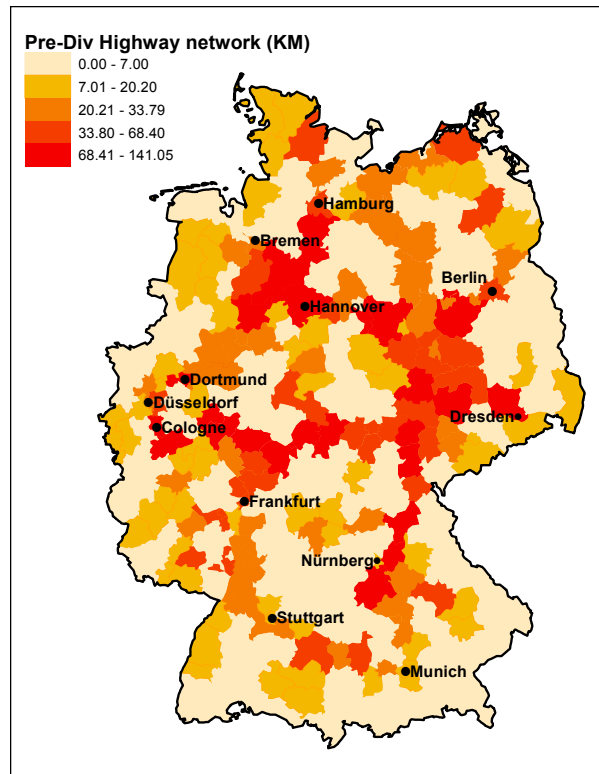 Pre-Div Highway network (KM)
0.00 - 7.00
7.01 - 20.20
20.21 - 33.79
33.80 - 68.40
68.41 - 141.05
Hamburg
Bremen
Berlin
Hannover
Dortmund
Düsseldorf
Dresden
Cologne
Frankfurt
Nürnberg
Stuttgart
Munich